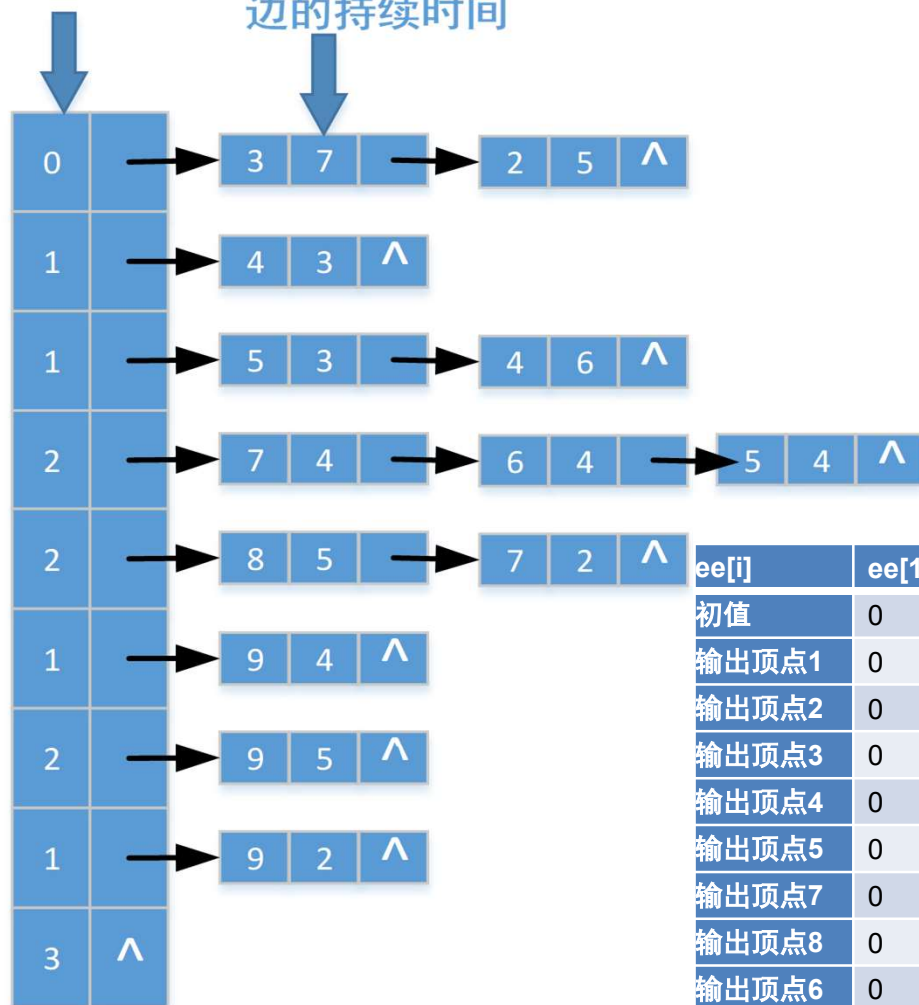 边的持续时间
0 3 7 2 5 ^
1 4 3 ^
1 5 3 4 6 ^
2 7 4 6 4 5 4 ^
2 8 5 7 2 ^
1 9 4 ^
2 9 5 ^
1 9 2 ^
3 ^
ee[i] ee[1
初值 0
输出顶点1 0
输出顶点2 0
输出顶点3 0
输出顶点4 0
输出顶点5 0
输出顶点7 0
输出顶点8 0
输出顶点6 0